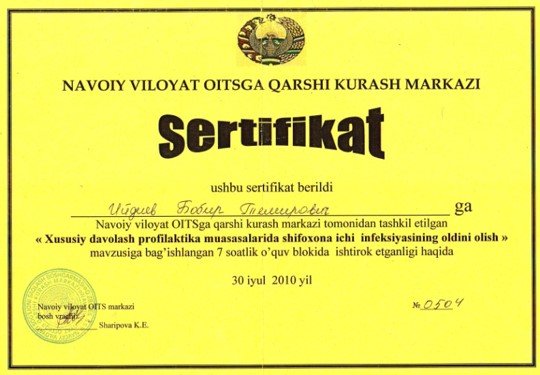 NAVOIY VILOYAT OITSGA QARSHI KURASH MARKAZI
Sertifikat
ushbu sertifikat berildi
Ийдиев Бобир Темирович ga
Navoiy viloyat OITSga qarshi kurash markazi tomonidan tashkil etilgan
« Xususiy davolash profilaktika muasasalarida shifoxona ichi infeksiyasining oldini olish »
mavzusiga bag'ishlangan 7 soatlik o'quv blokida ishtirok etganligi haqida
30 iyul 2010 yil
Navoiy viloyat OITS markazi
bosh vrachi:
Sharipova K.E.
№ 0504